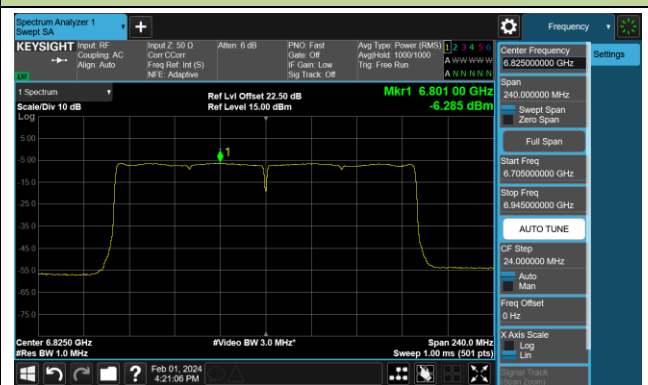 Spectrum Analyzer 1
Swept SA
+
Frequency
KEYSIGHT
Input: RF
Coupling: AC
Align: Auto
Input Z: 50 Ω
Corr CCorr
Freq Ref: Int (S)
NFE: Adaptive
Atten: 6 dB
PNO: Fast
Gate: Off
IF Gain: Low
Sig Track: Off
Avg Type: Power (RMS)
Avg|Hold: 1000/1000
Trig: Free Run
1 2 3 4 5 6
A W W W W W
A N N N N N
LXI
1 Spectrum
Scale/Div 10 dB
Log
Ref Lvl Offset 22.50 dB
Ref Level 15.00 dBm
Mkr1 6.801 00 GHz
-6.285 dBm
1
5.00
-5.00
-15.0
-25.0
-35.0
-45.0
-55.0
-65.0
-75.0
Center 6.8250 GHz
#Res BW 1.0 MHz
#Video BW 3.0 MHz*
Span 240.0 MHz
Sweep 1.00 ms (501 pts)
Center Frequency
6.825000000 GHz
Settings
Span
240.000000 MHz
Swept Span
Zero Span
Full Span
Start Freq
6.705000000 GHz
Stop Freq
6.945000000 GHz
AUTO TUNE
CF Step
24.000000 MHz
Auto
Man
Freq Offset
0 Hz
X Axis Scale
Log
Lin
Signal Track
(Span Zoom)
?
Feb 01, 2024
4:21:06 PM